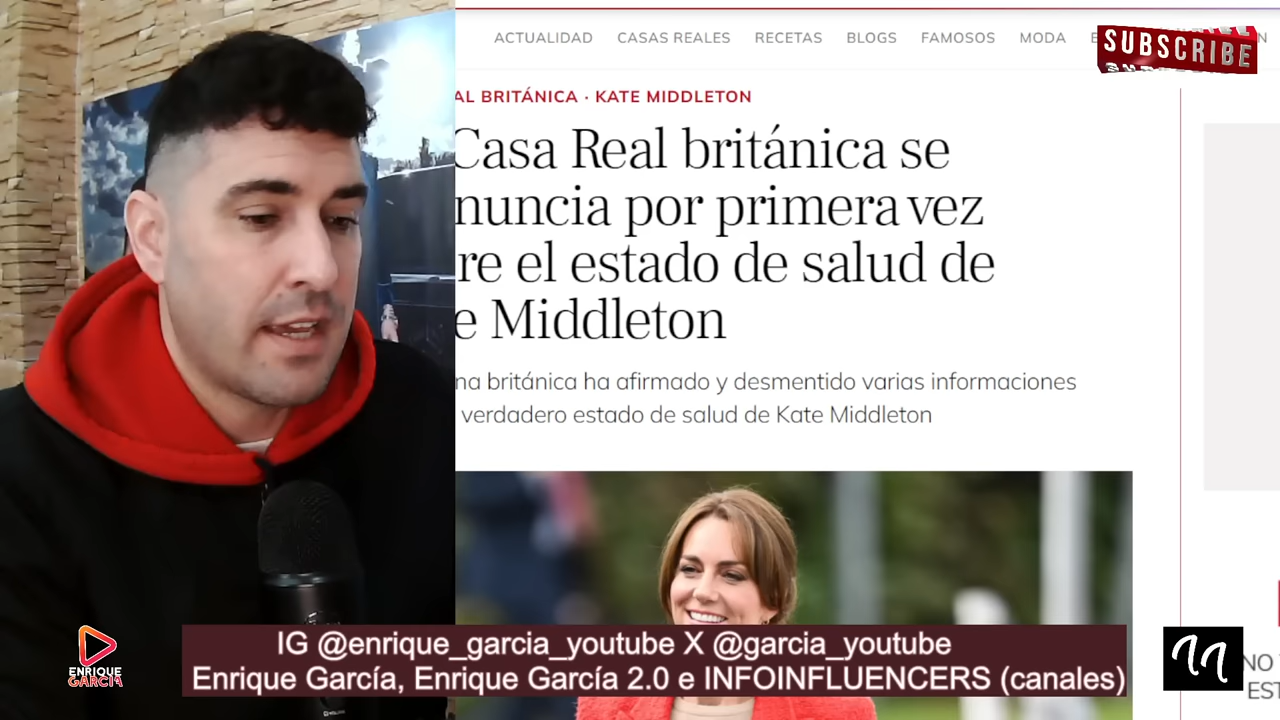 ACTUALIDAD CASAS REALES RECETAS BLOGS FAMOSOS MODA
SUBSCRIBE
AL BRITÁNICA · KATE MIDDLETON
Casa Real británica se
nuncia por primera vez
re el estado de salud de
e Middleton
na británica ha afirmado y desmentido varias informaciones
verdadero estado de salud de Kate Middleton
IG @enrique_garcia_youtube X @garcia_youtube
Enrique García, Enrique García 2.0 e INFOINFLUENCERS (canales)
ENRIQUE
GARCÍA
NO
EST